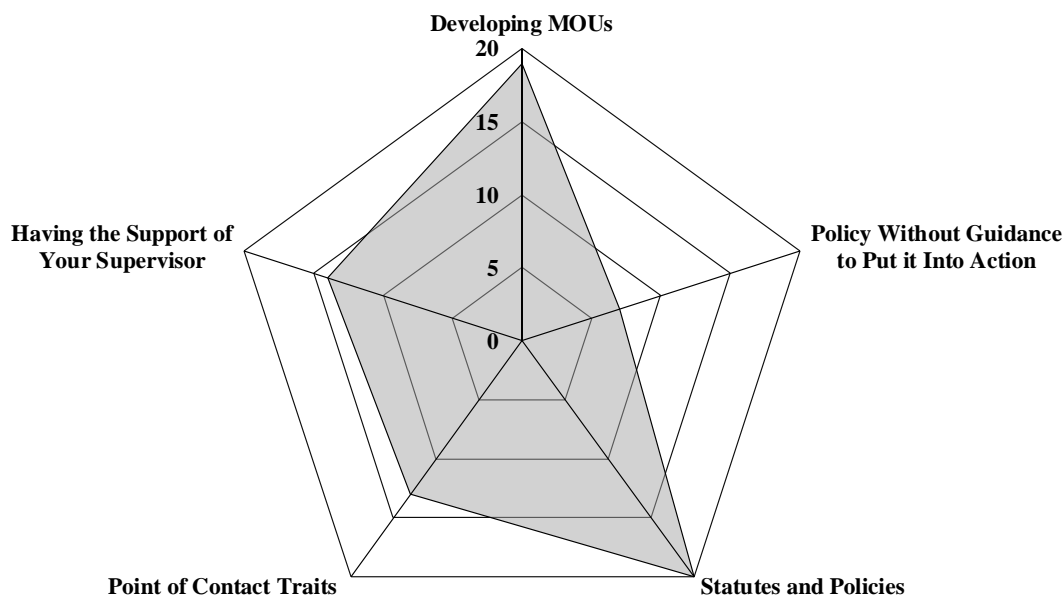 Developing MOUs
20
15
10
5
0
Having the Support of
Your Supervisor
Policy Without Guidance
to Put it Into Action
Point of Contact Traits
Statutes and Policies